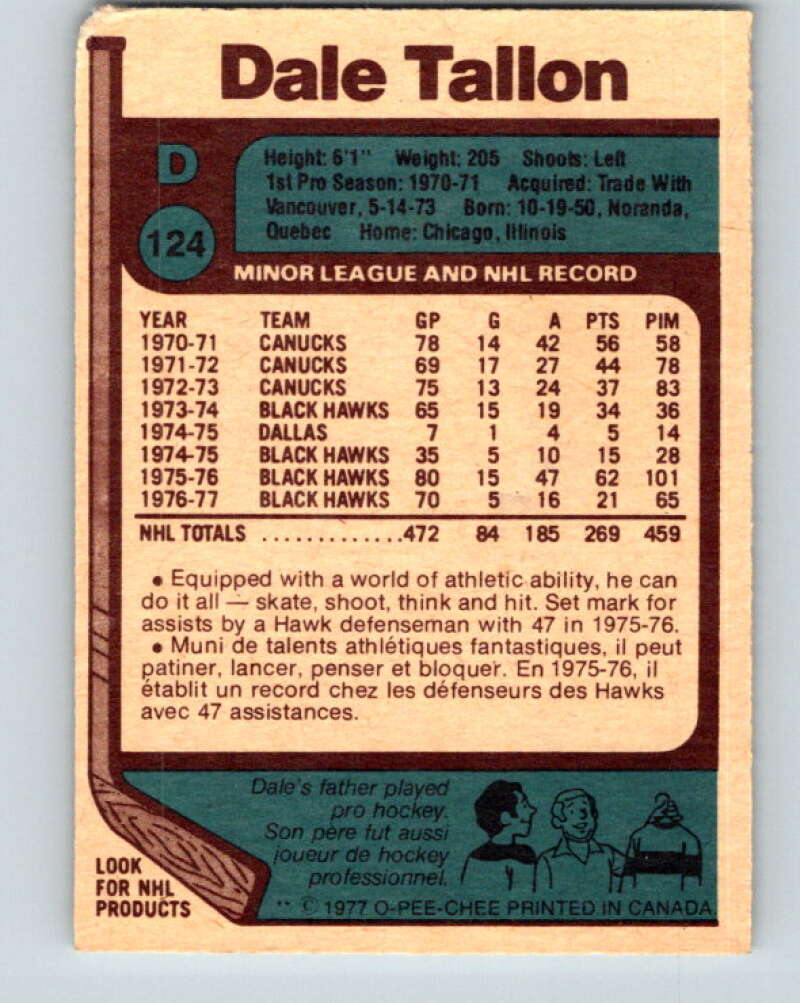 Dale Tallon
D
124
Height: 6'1" Weight: 205 Shoots: Left
1st Pro Season: 1970-71 Acquired: Trade With
Vancouver, 5-14-73 Born: 10-19-50, Noranda,
Quebec Home: Chicago, Illinois
MINOR LEAGUE AND NHL RECORD
YEAR TEAM GP G A PTS PIM
1970-71 CANUCKS 78 14 42 56 58
1971-72 CANUCKS 69 17 27 44 78
1972-73 CANUCKS 75 13 24 37 83
1973-74 BLACK HAWKS 65 15 19 34 36
1974-75 DALLAS 7 1 4 5 14
1974-75 BLACK HAWKS 35 5 10 15 28
1975-76 BLACK HAWKS 80 15 47 62 101
1976-77 BLACK HAWKS 70 5 16 21 65
NHL TOTALS .............472 84 185 269 459
• Equipped with a world of athletic ability, he can
do it all — skate, shoot, think and hit. Set mark for
assists by a Hawk defenseman with 47 in 1975-76.
• Muni de talents athlétiques fantastiques, il peut
patiner, lancer, penser et bloquer. En 1975-76, il
établit un record chez les défenseurs des Hawks
avec 47 assistances.
Dale's father played
pro hockey.
Son père fut aussi
joueur de hockey
professionnel.
LOOK
FOR NHL
PRODUCTS
** © 1977 O-PEE-CHEE PRINTED IN CANADA